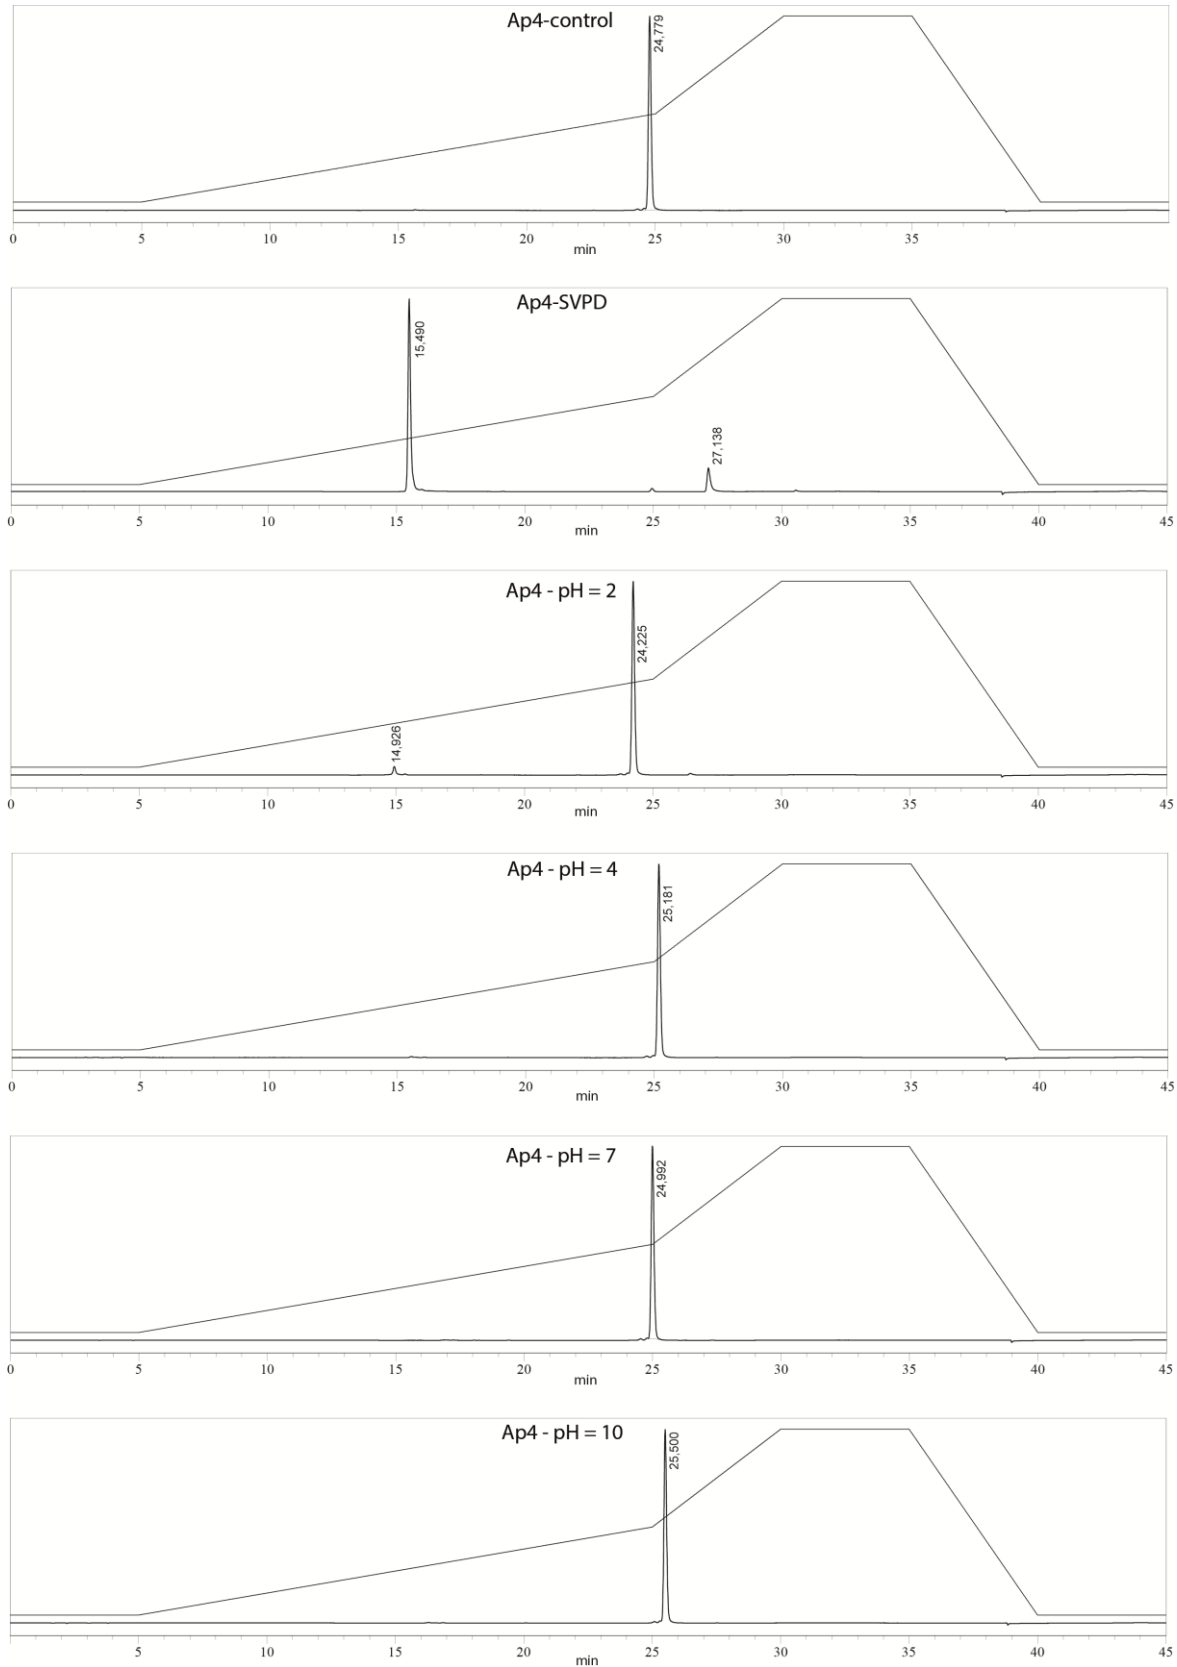 Ap4-control
24,779
0 5 10 15 20 25 30 35
min
Ap4-SVPD
15,490
27,138
0 5 10 15 20 25 30 35 40 45
min
Ap4 - pH = 2
24,225
14,926
0 5 10 15 20 25 30 35 40 45
min
Ap4 - pH = 4
25,181
0 5 10 15 20 25 30 35 40 45
min
Ap4 - pH = 7
24,992
0 5 10 15 20 25 30 35 40 45
min
Ap4 - pH = 10
25,500
5 10 15 20 25 30 35 40 45
min